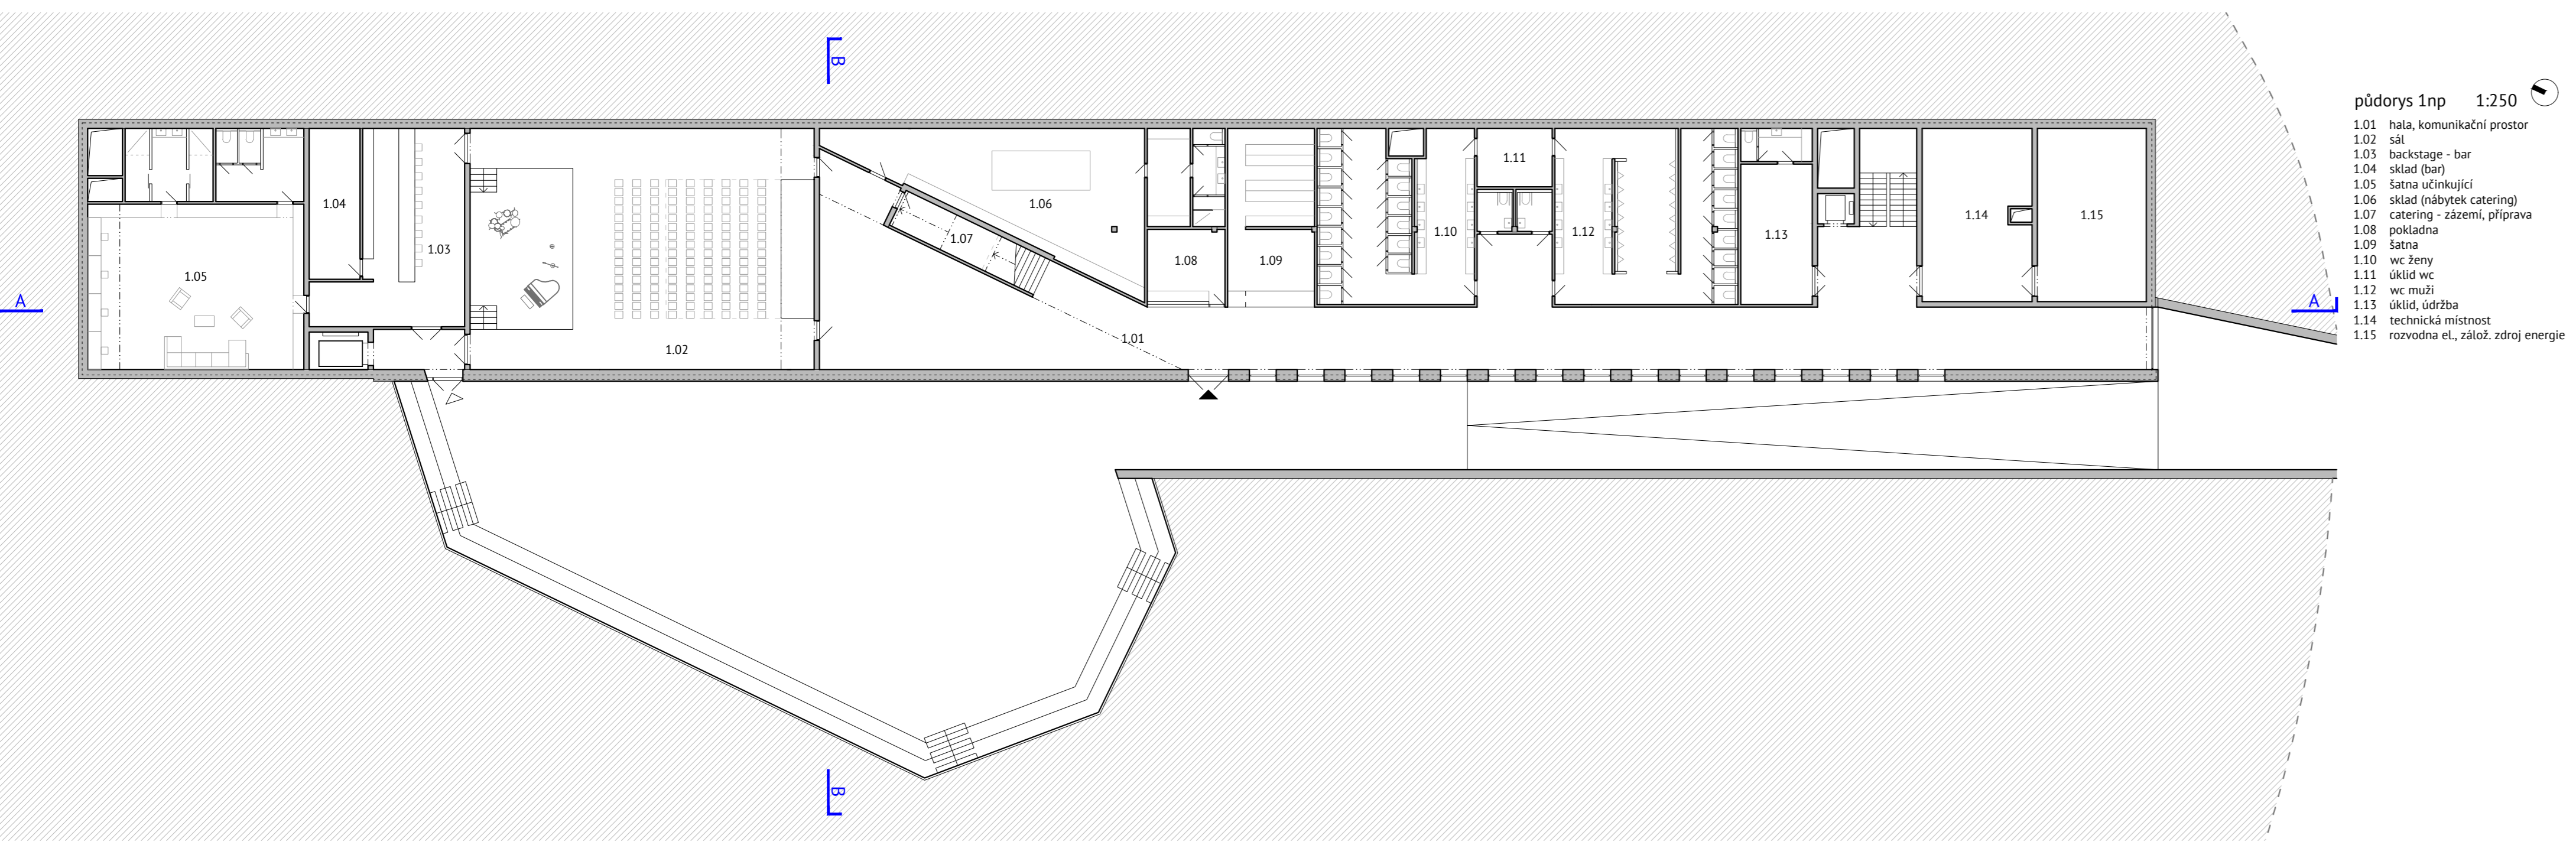 B
půdorys 1np 1:250
1.01 hala, komunikační prostor
1.02 sál
1.03 backstage - bar
1.04 sklad (bar)
1.05 šatna učinkující
1.06 sklad (nábytek catering)
1.07 catering - zázemí, příprava
1.08 pokladna
1.09 šatna
1.10 wc ženy
1.11 úklid wc
1.12 wc muži
1.13 úklid, údržba
1.14 technická místnost
1.15 rozvodna el., zálož. zdroj energie
1.04
1.03
1.05
1.02
1.07
1.06
1.01
1.08
1.09
1.10
1.11
1.12
1.13
1.14
1.15
A
A
B